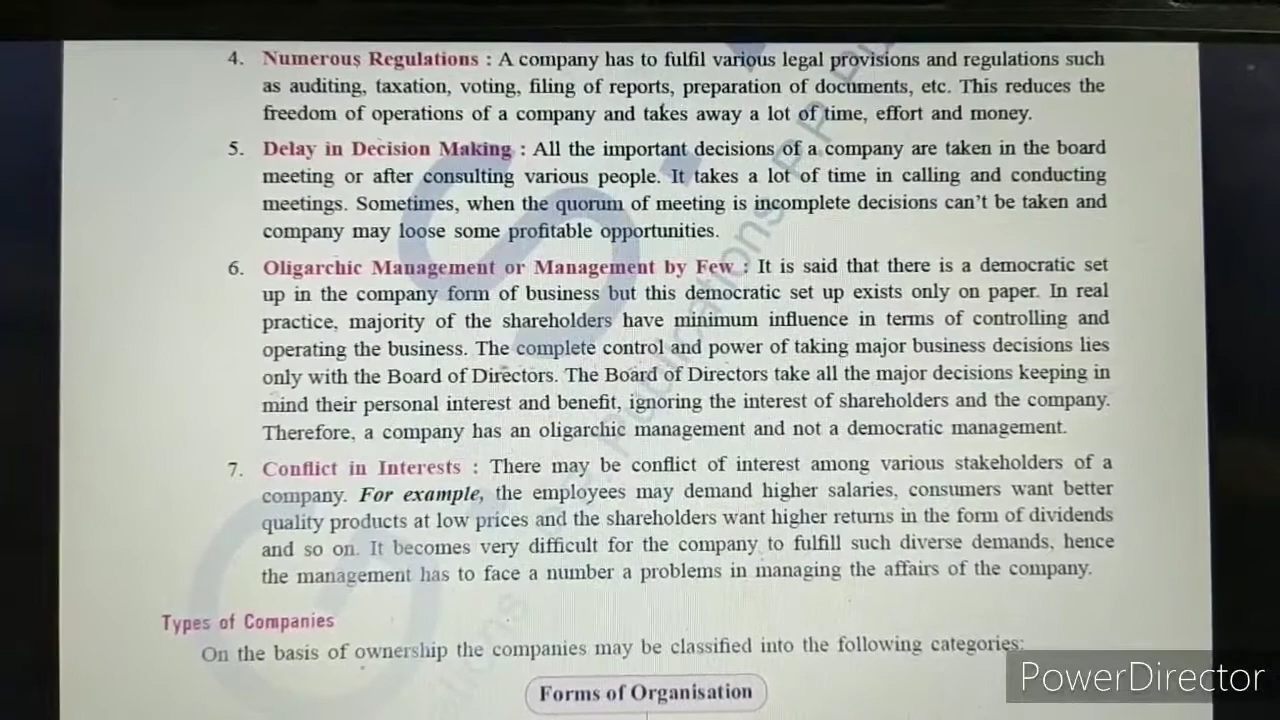 4. Numerous Regulations : A company has to fulfil various legal provisions and regulations such
as auditing, taxation, voting, filing of reports, preparation of documents, etc. This reduces the
freedom of operations of a company and takes away a lot of time, effort and money.
5. Delay in Decision Making : All the important decisions of a company are taken in the board
meeting or after consulting various people. It takes a lot of time in calling and conducting
meetings. Sometimes, when the quorum of meeting is incomplete decisions can't be taken and
company may loose some profitable opportunities.
6. Oligarchic Management or Management by Few : It is said that there is a democratic set
up in the company form of business but this democratic set up exists only on paper. In real
practice, majority of the shareholders have minimum influence in terms of controlling and
operating the business. The complete control and power of taking major business decisions lies
only with the Board of Directors. The Board of Directors take all the major decisions keeping in
mind their personal interest and benefit, ignoring the interest of shareholders and the company.
Therefore, a company has an oligarchic management and not a democratic management.
7. Conflict in Interests : There may be conflict of interest among various stakeholders of a
company. For example, the employees may demand higher salaries, consumers want better
quality products at low prices and the shareholders want higher returns in the form of dividends
and so on. It becomes very difficult for the company to fulfill such diverse demands, hence
the management has to face a number a problems in managing the affairs of the company.
Types of Companies
On the basis of ownership the companies may be classified into the following categories:
Forms of Organisation
PowerDirector